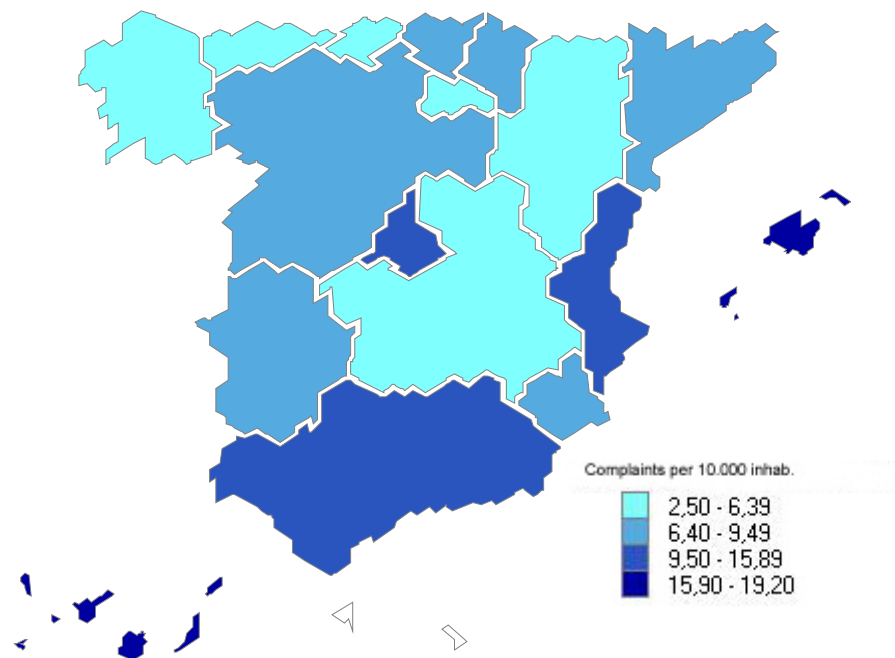 Complaints per 10.000 inhab.
2,50 - 6,39
6,40 - 9,49
9,50 - 15,89
15,90 - 19,20